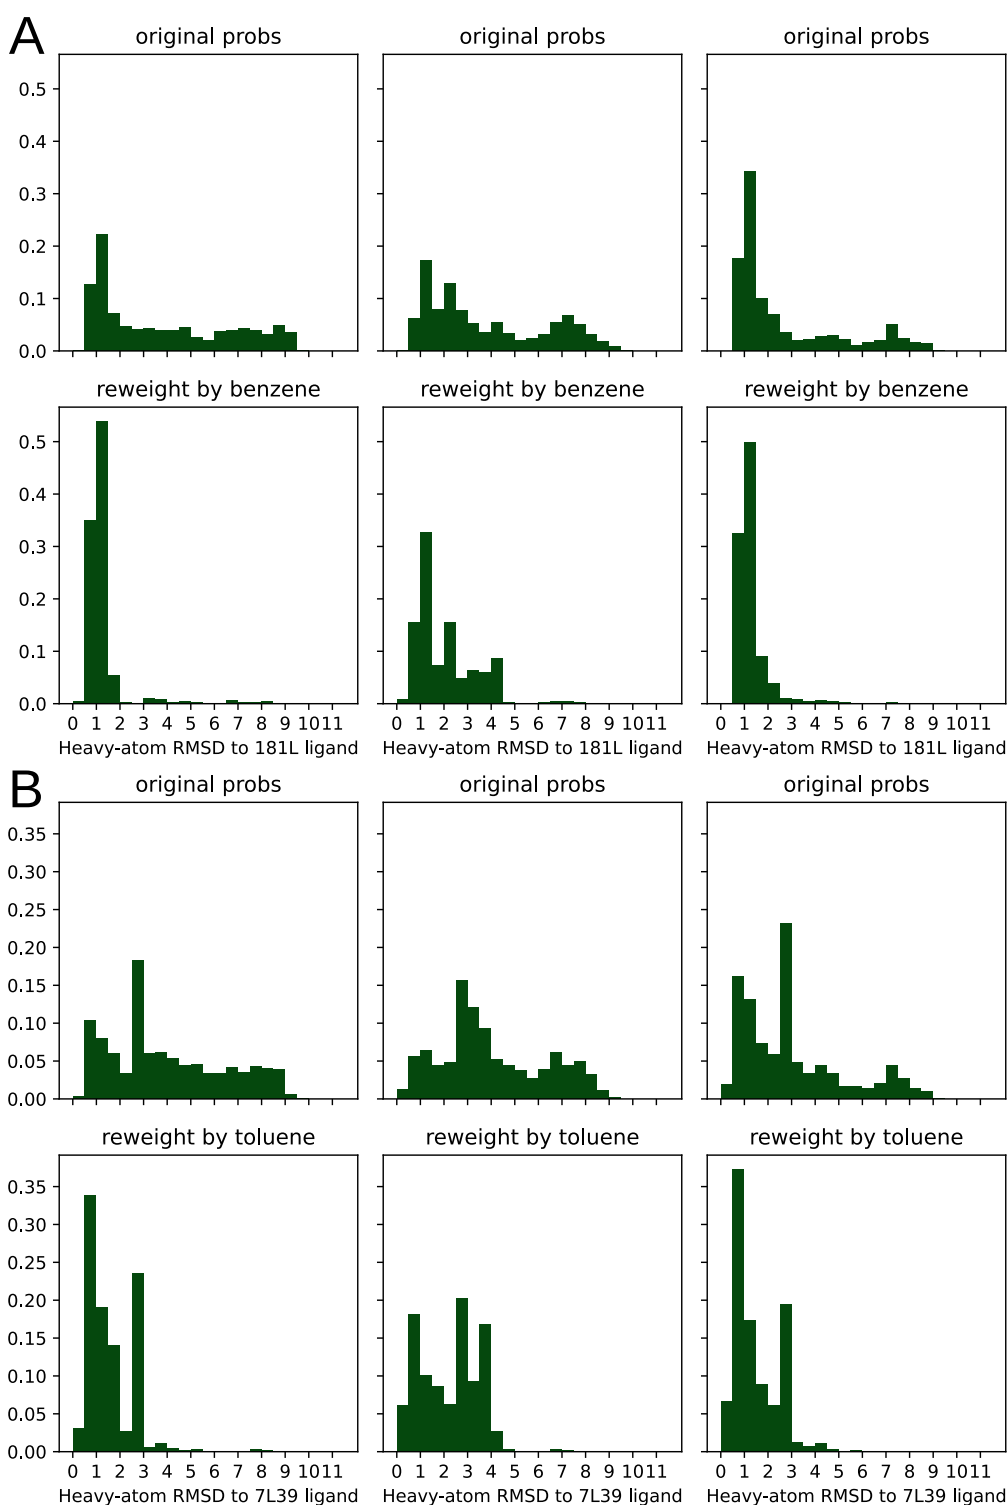 A
original probs original probs original probs
0.5
0.4
0.3
0.2
0.1
0.0
reweight by benzene reweight by benzene reweight by benzene
0.5
0.4
0.3
0.2
0.1
0.0
0 1 2 3 4 5 6 7 8 9 1011 0 1 2 3 4 5 6 7 8 9 1011 0 1 2 3 4 5 6 7 8 9 1011
Heavy-atom RMSD to 181L ligand Heavy-atom RMSD to 181L ligand Heavy-atom RMSD to 181L ligand
B
original probs original probs original probs
0.35
0.30
0.25
0.20
0.15
0.10
0.05
0.00
reweight by toluene reweight by toluene reweight by toluene
0.35
0.30
0.25
0.20
0.15
0.10
0.05
0.00
0 1 2 3 4 5 6 7 8 9 1011 0 1 2 3 4 5 6 7 8 9 1011 0 1 2 3 4 5 6 7 8 9 1011
Heavy-atom RMSD to 7L39 ligand Heavy-atom RMSD to 7L39 ligand Heavy-atom RMSD to 7L39 ligand